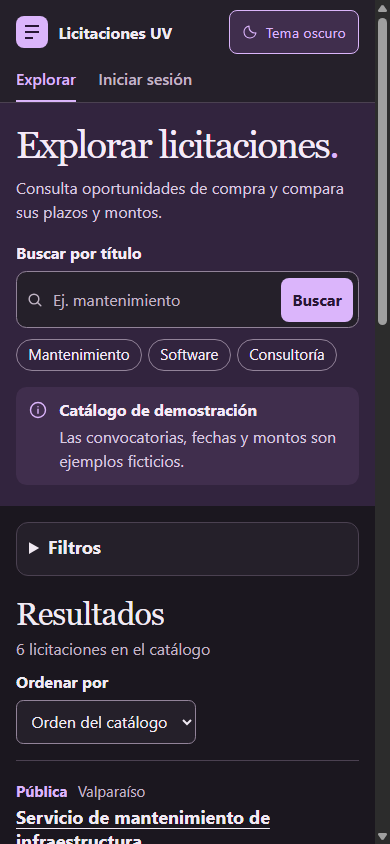 Licitaciones UV
Tema oscuro
Explorar
Iniciar sesión
Explorar licitaciones.
Consulta oportunidades de compra y compara
sus plazos y montos.
Buscar por título
Ej. mantenimiento
Buscar
Mantenimiento
Software
Consultoría
Catálogo de demostración
Las convocatorias, fechas y montos son
ejemplos ficticios.
Filtros
Resultados
6 licitaciones en el catálogo
Ordenar por
Orden del catálogo
Pública Valparaíso
Servicio de mantenimiento de
infraestructura